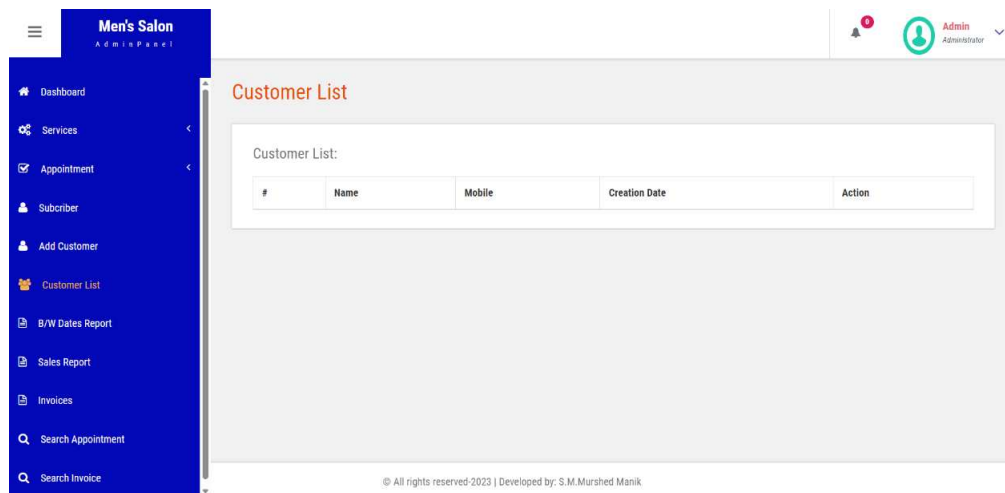 Men's Salon
AdminPanel
0
Admin
Administrator
Dashboard
Services
Appointment
Subcriber
Add Customer
Customer List
B/W Dates Report
Sales Report
Invoices
Search Appointment
Search Invoice
Customer List
Customer List:
# Name Mobile Creation Date Action
© All rights reserved-2023 | Developed by: S.M.Murshed Manik